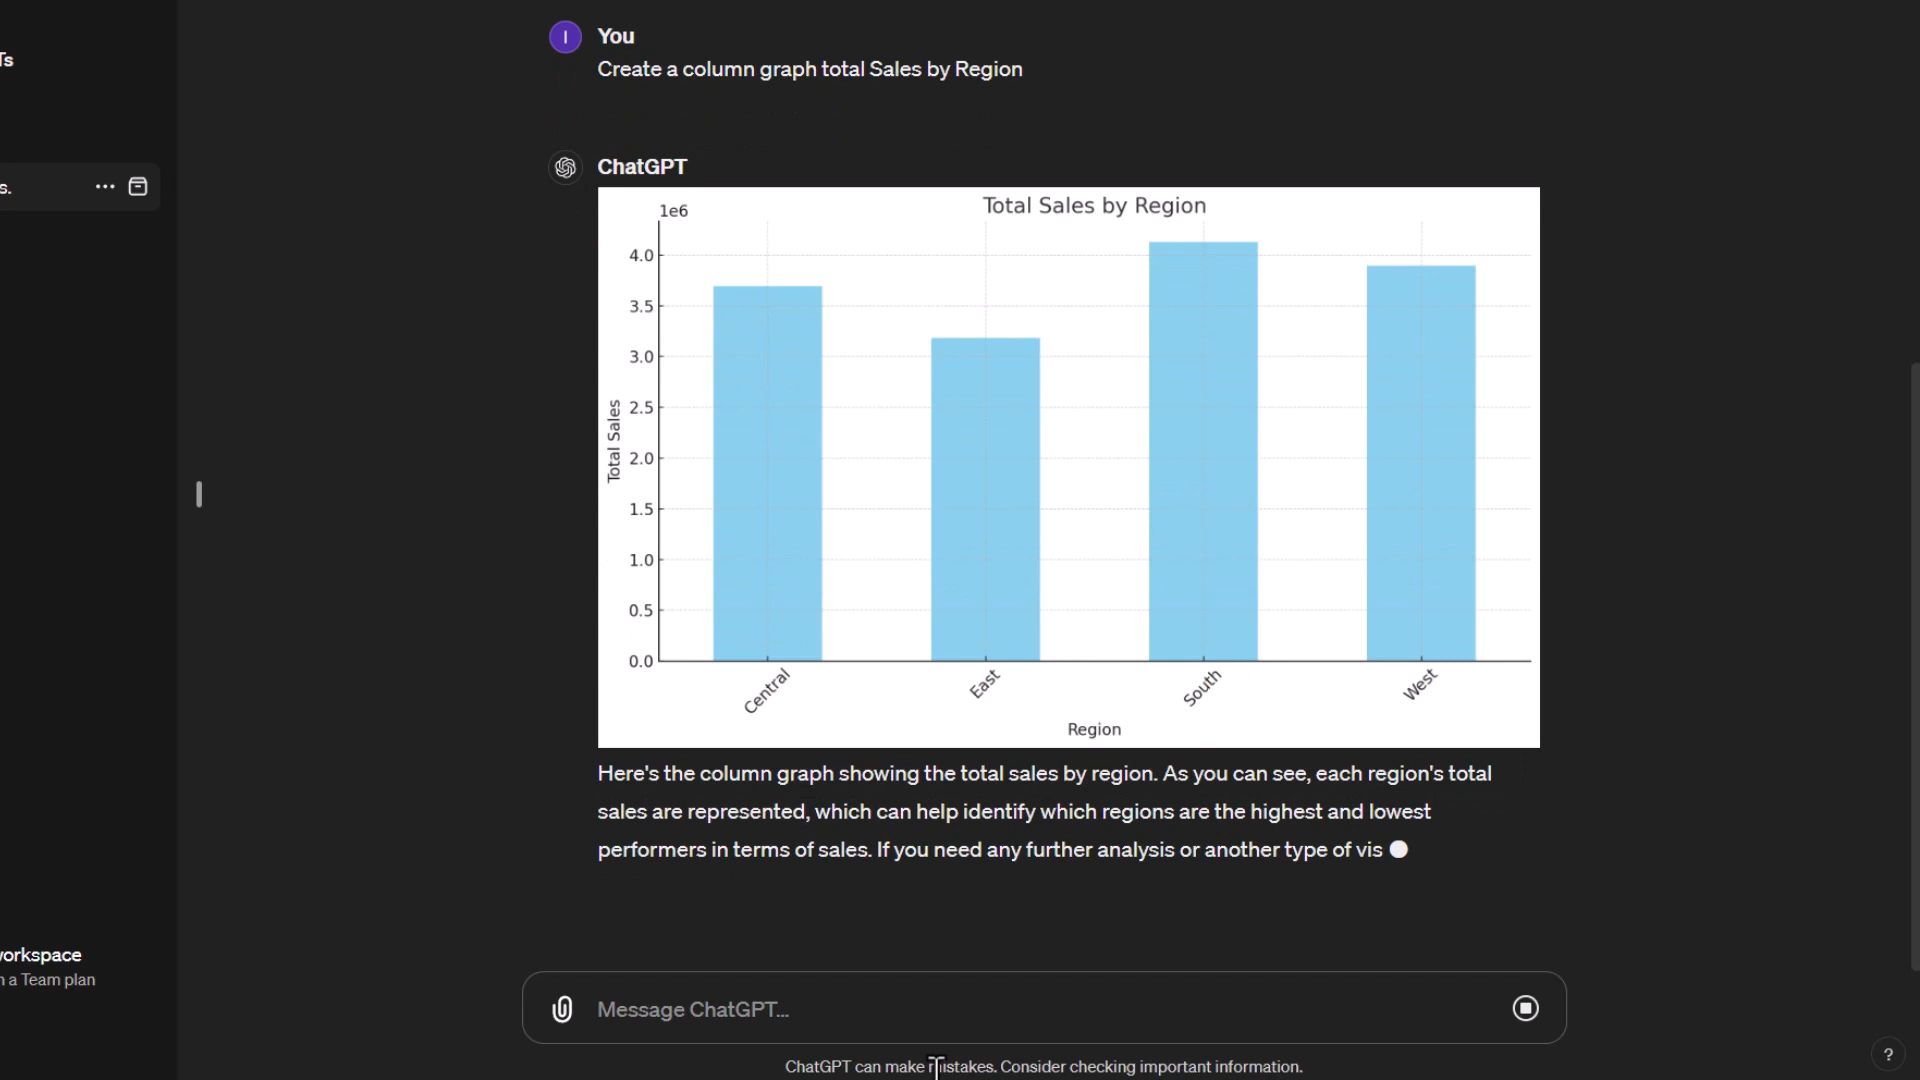 Ts
I
You
Create a column graph total Sales by Region
s.
ChatGPT
Total Sales by Region
1e6
4.0
3.5
3.0
2.5
2.0
1.5
1.0
0.5
0.0
Total Sales
Central
East
South
West
Region
Here's the column graph showing the total sales by region. As you can see, each region's total
sales are represented, which can help identify which regions are the highest and lowest
performers in terms of sales. If you need any further analysis or another type of vis
workspace
n a Team plan
Message ChatGPT...
ChatGPT can make mistakes. Consider checking important information.
?